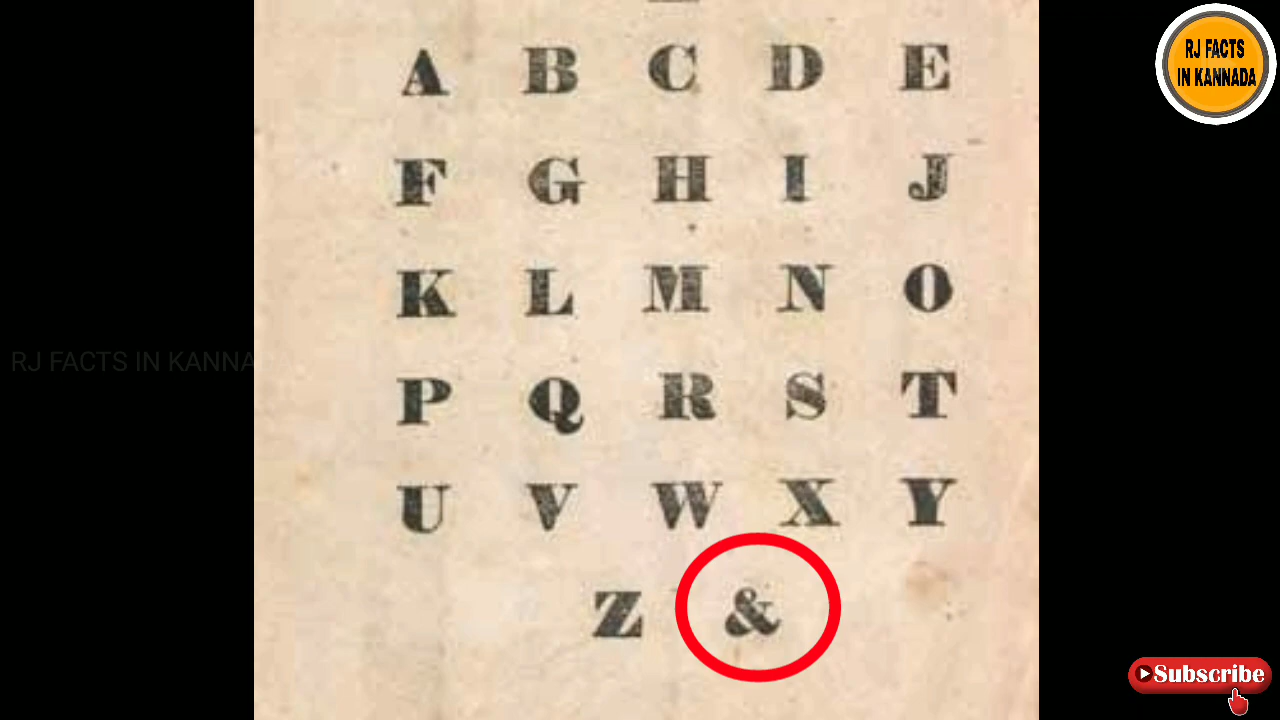 RJ FACTS
IN KANNADA
A B C D E
F G H I J
K L M N O
RJ FACTS IN KANNA
P Q R S T
U V W X Y
Z &
Subscribe